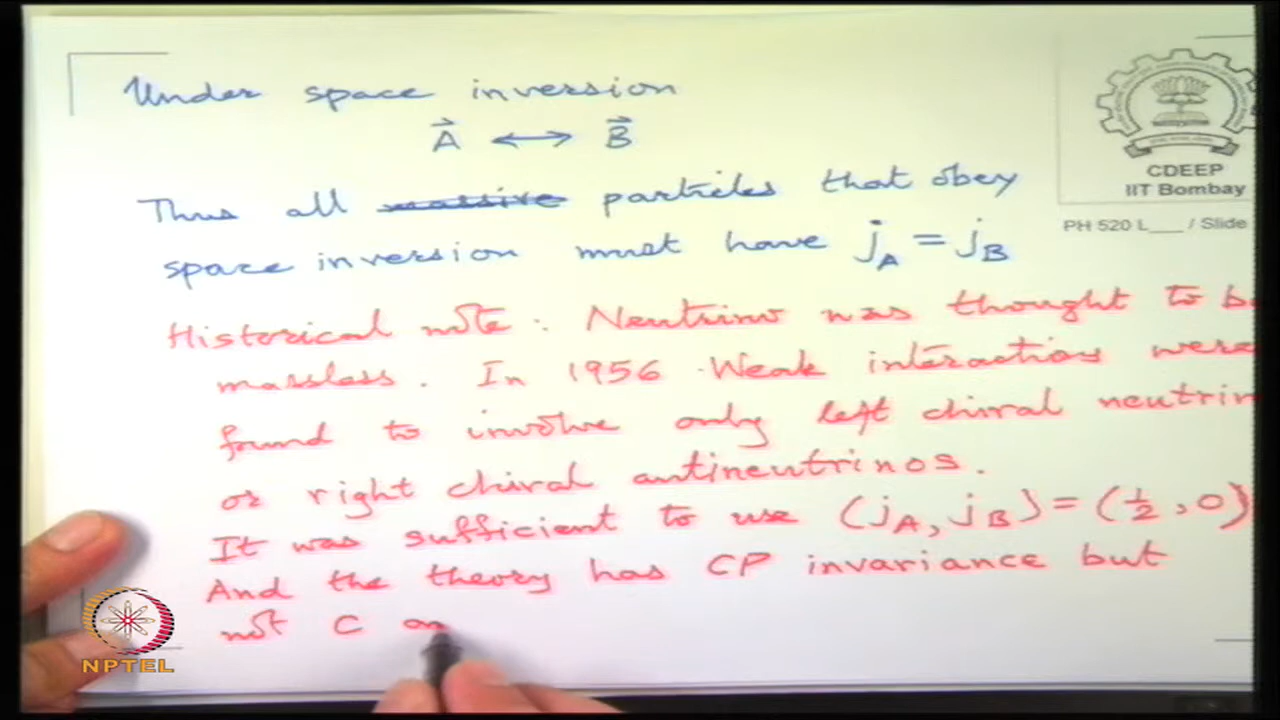 Under space inversion
A⃗ ⟷ B⃗
Thus all massive particles that obey
space inversion must have j_A = j_B
Historical note : Neutrino was thought to be
massless. In 1956 Weak interactions were
found to involve only left chiral neutrin
or right chiral antineutrinos.
It was sufficient to use (j_A, j_B) = (1/2, 0)
And the theory has CP invariance but
not C
CDEEP
IIT Bombay
PH 520 L___ / Slide
NPTEL